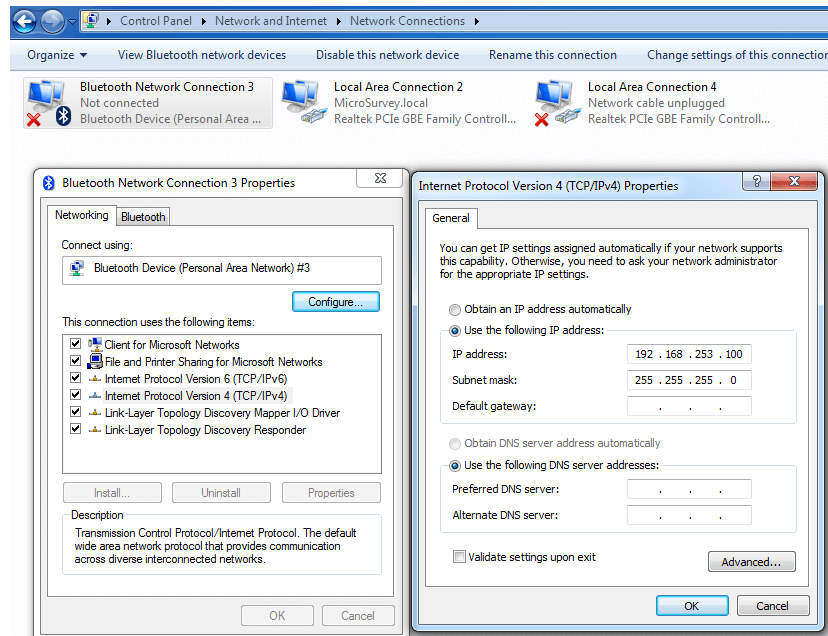 Control Panel ▸ Network and Internet ▸ Network Connections ▸
Organize ▾ View Bluetooth network devices Disable this network device Rename this connection Change settings of this connection
Bluetooth Network Connection 3
Not connected
Bluetooth Device (Personal Area ...
Local Area Connection 2
MicroSurvey.local
Realtek PCIe GBE Family Controll...
Local Area Connection 4
Network cable unplugged
Realtek PCIe GBE Family Controll...
Bluetooth Network Connection 3 Properties
Networking Bluetooth
Connect using:
Bluetooth Device (Personal Area Network) #3
Configure...
This connection uses the following items:
Client for Microsoft Networks
File and Printer Sharing for Microsoft Networks
Internet Protocol Version 6 (TCP/IPv6)
Internet Protocol Version 4 (TCP/IPv4)
Link-Layer Topology Discovery Mapper I/O Driver
Link-Layer Topology Discovery Responder
Install... Uninstall Properties
Description
Transmission Control Protocol/Internet Protocol. The default
wide area network protocol that provides communication
across diverse interconnected networks.
OK Cancel
Internet Protocol Version 4 (TCP/IPv4) Properties
?
General
You can get IP settings assigned automatically if your network supports
this capability. Otherwise, you need to ask your network administrator
for the appropriate IP settings.
Obtain an IP address automatically
Use the following IP address:
IP address: 192 . 168 . 253 . 100
Subnet mask: 255 . 255 . 255 . 0
Default gateway: . . .
Obtain DNS server address automatically
Use the following DNS server addresses:
Preferred DNS server: . . .
Alternate DNS server: . . .
Validate settings upon exit
Advanced...
OK Cancel